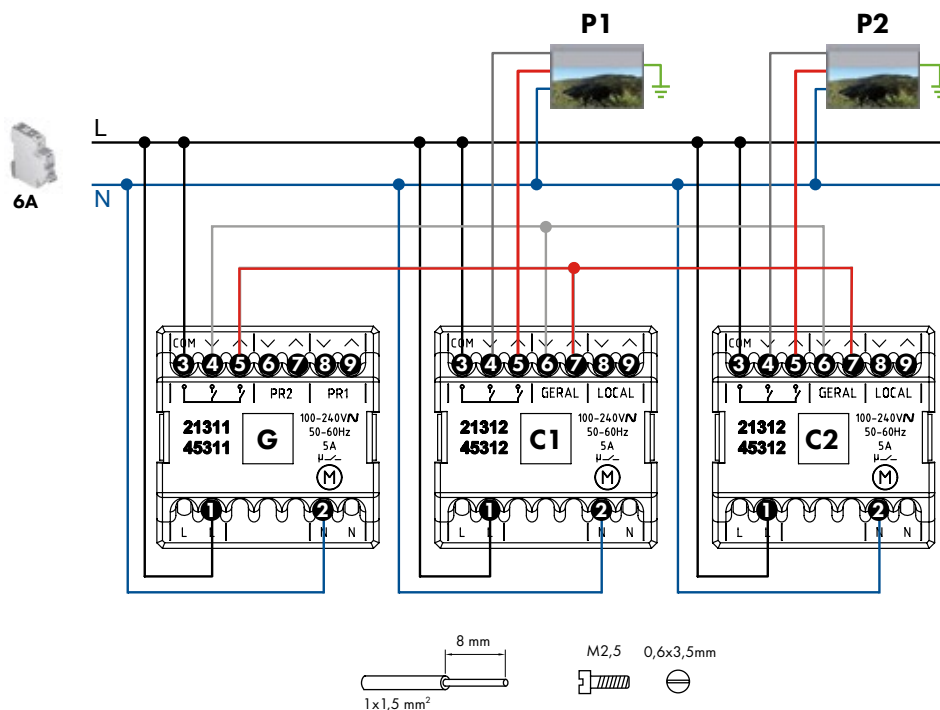 P1 P2
L
N
6A
COM 3 4 5 6 7 8 9
PR2 PR1
21311
45311
G
100-240V~
50-60Hz
5A
µ
M
1 2
L L N N
COM 3 4 5 6 7 8 9
GERAL LOCAL
21312
45312
C1
100-240V~
50-60Hz
5A
µ
M
1 2
L L N N
COM 3 4 5 6 7 8 9
GERAL LOCAL
21312
45312
C2
100-240V~
50-60Hz
5A
µ
M
1 2
L L N N
8 mm
1x1,5 mm²
M2,5 0,6x3,5mm